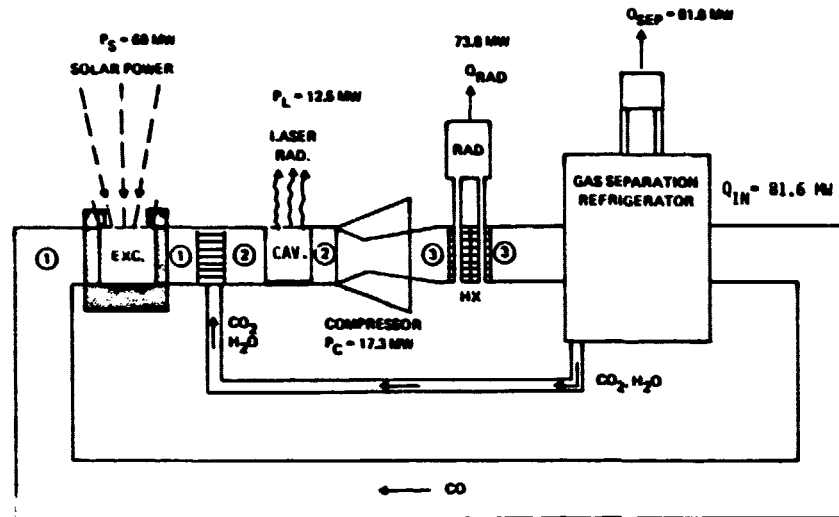 P_S = 68 MW
SOLAR POWER
P_L = 12.5 MW
LASER
RAD.
73.8 MW
Q_RAD
RAD
Q_SEP = 81.8 MW
GAS SEPARATION
REFRIGERATOR
Q_IN = 81.6 MW
1
EXC.
1
2
CAV.
2
3
3
HX
CO2
H2O
COMPRESSOR
P_C = 17.3 MW
CO2, H2O
CO